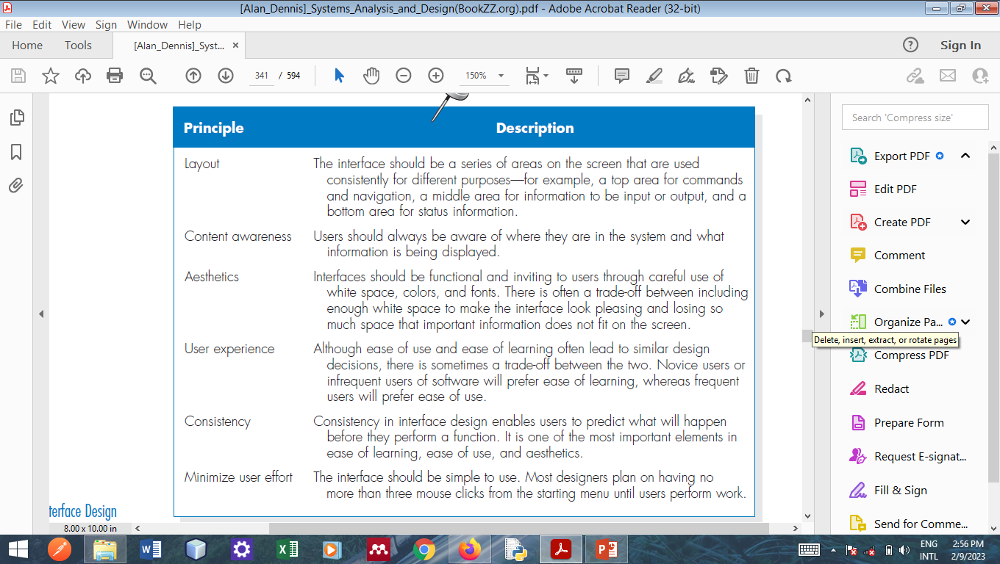 [Alan_Dennis]_Systems_Analysis_and_Design(BookZZ.org).pdf - Adobe Acrobat Reader (32-bit)
File Edit View Sign Window Help
Home Tools [Alan_Dennis]_Syst... × Sign In
341 / 594 150%
Principle Description
Layout The interface should be a series of areas on the screen that are used
consistently for different purposes—for example, a top area for commands
and navigation, a middle area for information to be input or output, and a
bottom area for status information.
Content awareness Users should always be aware of where they are in the system and what
information is being displayed.
Aesthetics Interfaces should be functional and inviting to users through careful use of
white space, colors, and fonts. There is often a trade-off between including
enough white space to make the interface look pleasing and losing so
much space that important information does not fit on the screen.
User experience Although ease of use and ease of learning often lead to similar design
decisions, there is sometimes a trade-off between the two. Novice users or
infrequent users of software will prefer ease of learning, whereas frequent
users will prefer ease of use.
Consistency Consistency in interface design enables users to predict what will happen
before they perform a function. It is one of the most important elements in
ease of learning, ease of use, and aesthetics.
Minimize user effort The interface should be simple to use. Most designers plan on having no
more than three mouse clicks from the starting menu until users perform work.
terface Design
8.00 x 10.00 in
Search 'Compress size'
Export PDF
Edit PDF
Create PDF
Comment
Combine Files
Organize Pa...
Delete, insert, extract, or rotate pages
Compress PDF
Redact
Prepare Form
Request E-signat...
Fill & Sign
Send for Comme...
ENG 2:56 PM
INTL 2/9/2023